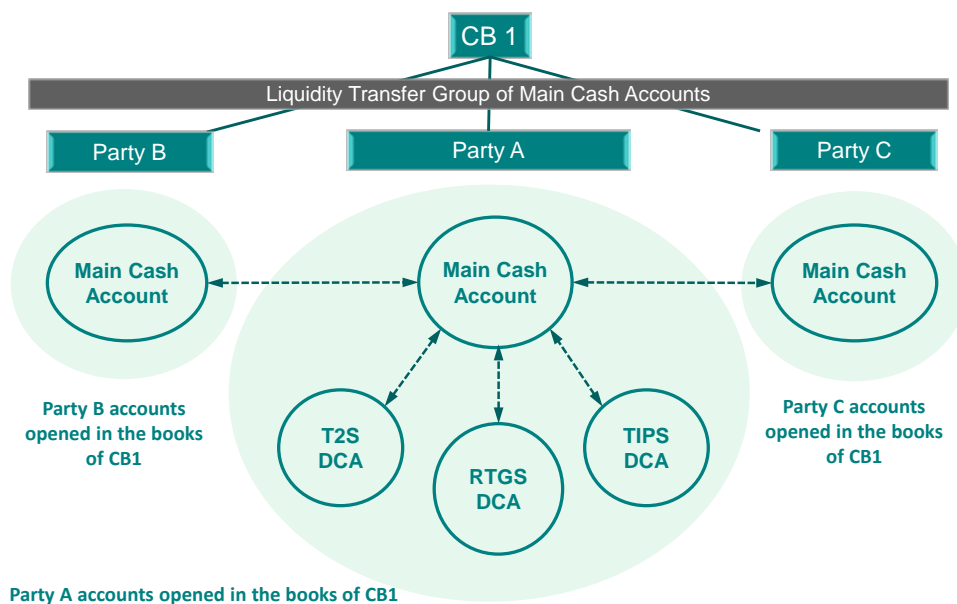 CB 1
Liquidity Transfer Group of Main Cash Accounts
Party B
Party A
Party C
Main Cash
Account
Main Cash
Account
Main Cash
Account
Party B accounts
opened in the books
of CB1
T2S
DCA
RTGS
DCA
TIPS
DCA
Party C accounts
opened in the books
of CB1
Party A accounts opened in the books of CB1